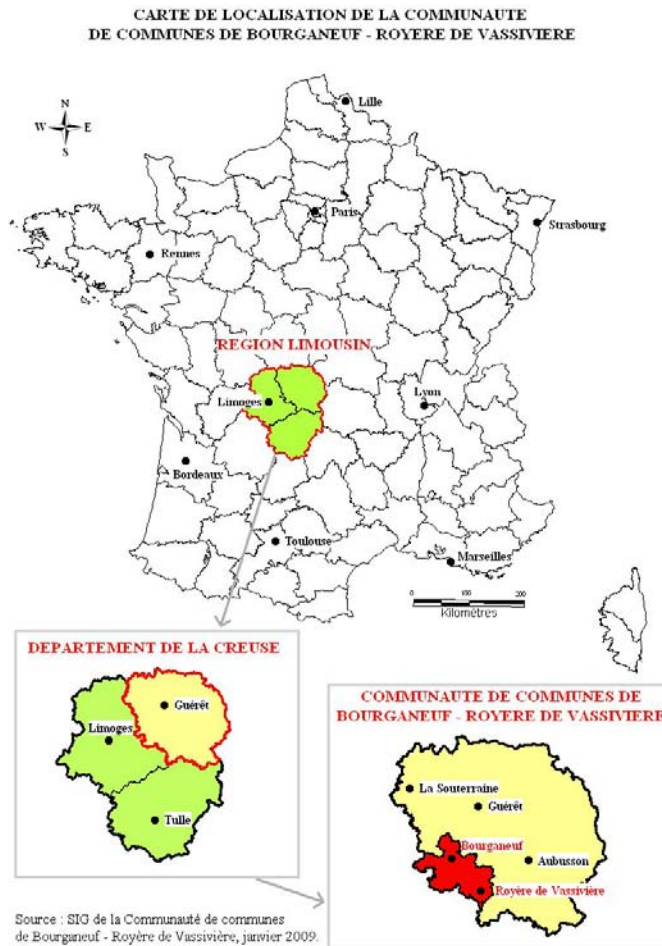 CARTE DE LOCALISATION DE LA COMMUNAUTE
DE COMMUNES DE BOURGANEUF - ROYERE DE VASSIVIERE
N
W E
S
Lille
Paris
Strasbourg
Rennes
REGION LIMOUSIN
Limoges
Lyon
Bordeaux
Toulouse
Marseilles
0 100 200
Kilomètres
DEPARTEMENT DE LA CREUSE
Guérêt
Limoges
Tulle
COMMUNAUTE DE COMMUNES DE
BOURGANEUF - ROYERE DE VASSIVIERE
La Souterraine
Guérêt
Bourganeuf
Aubusson
Royère de Vassivière
Source : SIG de la Communauté de communes
de Bourganeuf - Royère de Vassivière, janvier 2009.